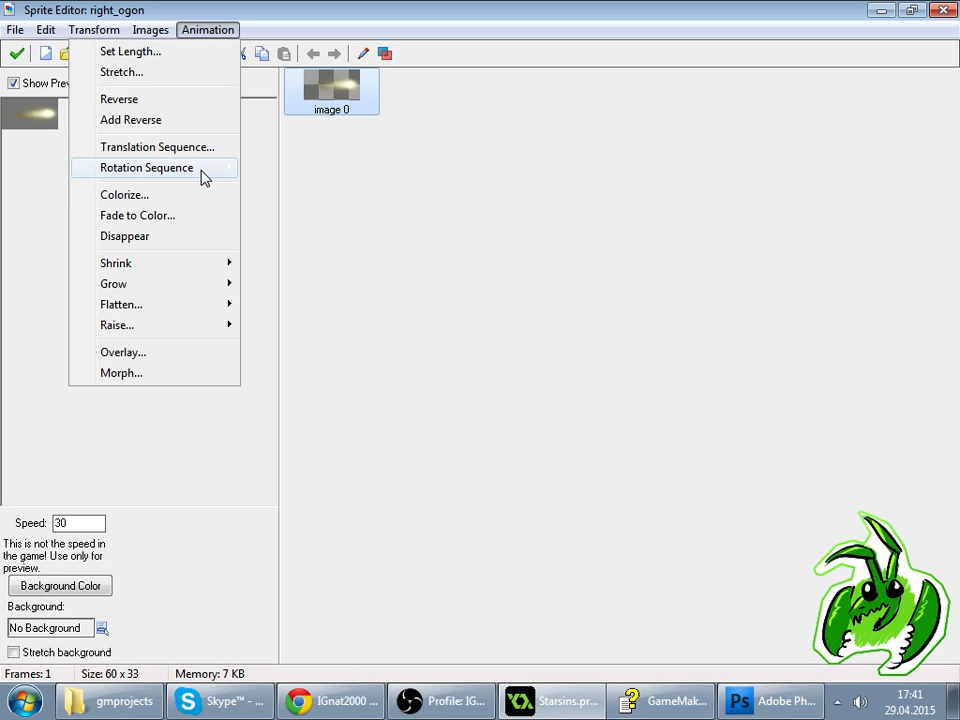 Sprite Editor: right_ogon
File Edit Transform Images Animation
Set Length...
Stretch...
Show Prev
Reverse
Add Reverse
image 0
Translation Sequence...
Rotation Sequence
Colorize...
Fade to Color...
Disappear
Shrink
Grow
Flatten...
Raise...
Overlay...
Morph...
Speed: 30
This is not the speed in
the game! Use only for
preview.
Background Color
Background:
No Background
Stretch background
Frames: 1 Size: 60 x 33 Memory: 7 KB
gmprojects Skype™ - ... IGnat2000 ... Profile: IG... Starsins.pr... GameMak... Adobe Ph... 17:41
29.04.2015